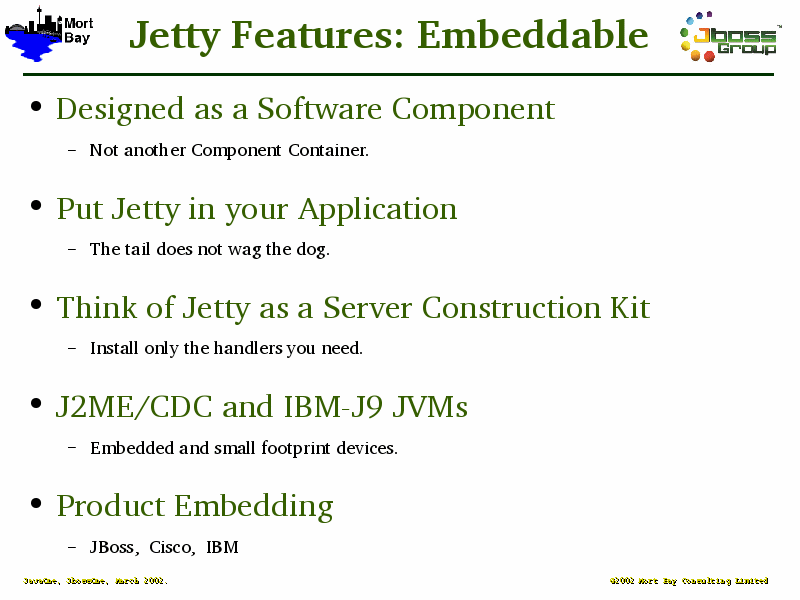 Mort
Bay
Jetty Features: Embeddable
Jboss™
Group
• Designed as a Software Component
– Not another Component Container.
• Put Jetty in your Application
– The tail does not wag the dog.
• Think of Jetty as a Server Construction Kit
– Install only the handlers you need.
• J2ME/CDC and IBM-J9 JVMs
– Embedded and small footprint devices.
• Product Embedding
– JBoss, Cisco, IBM
JavaOne, JbossOne, March 2002.
©2002 Mort Bay Consulting Limited